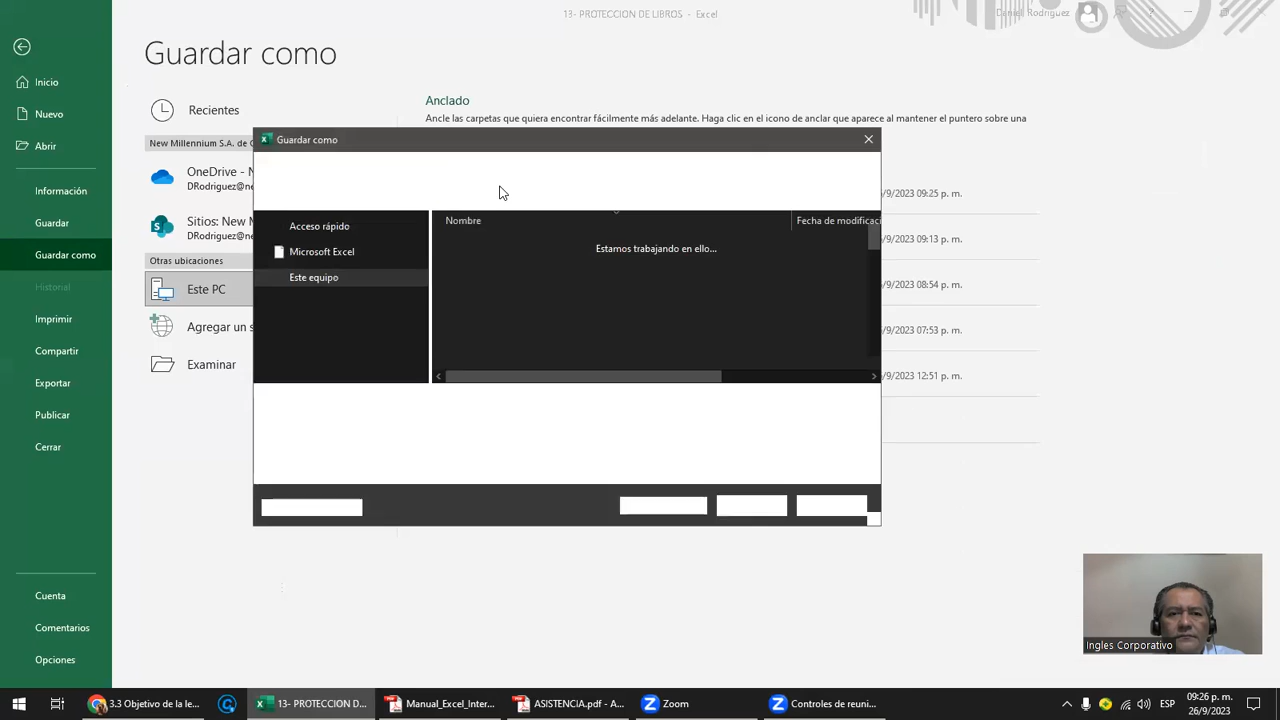 13- PROTECCION DE LIBROS - Excel
Daniel Rodriguez
?
Guardar como
Inicio
Nuevo
Abrir
Información
Guardar
Guardar como
Historial
Imprimir
Compartir
Exportar
Publicar
Cerrar
Cuenta
Comentarios
Opciones
Recientes
New Millennium S.A. de C
OneDrive - N
DRodriguez@ne
Sitios: New M
DRodriguez@ne
Otras ubicaciones
Este PC
Agregar un s
Examinar
Anclado
Ancle las carpetas que quiera encontrar fácilmente más adelante. Haga clic en el icono de anclar que aparece al mantener el puntero sobre una
Guardar como
Acceso rápido
Microsoft Excel
Este equipo
Nombre
Fecha de modificaci
Estamos trabajando en ello...
/9/2023 09:25 p. m.
/9/2023 09:13 p. m.
/9/2023 08:54 p. m.
/9/2023 07:53 p. m.
/9/2023 12:51 p. m.
Ingles Corporativo
3.3 Objetivo de la le...
13- PROTECCION D...
Manual_Excel_Inter...
ASISTENCIA.pdf - A...
Zoom
Controles de reuni...
ESP
09:26 p. m.
26/9/2023